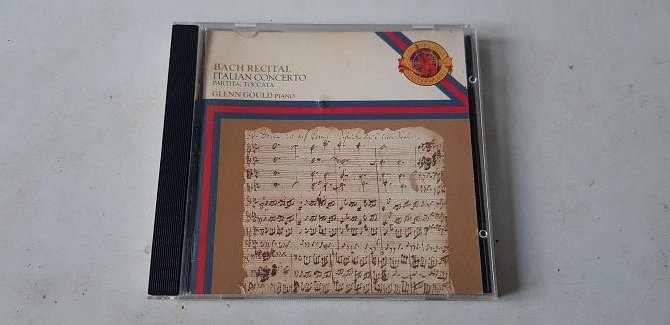 BACH RECITAL
ITALIAN CONCERTO
PARTITA, TOCCATA
GLENN GOULD PIANO